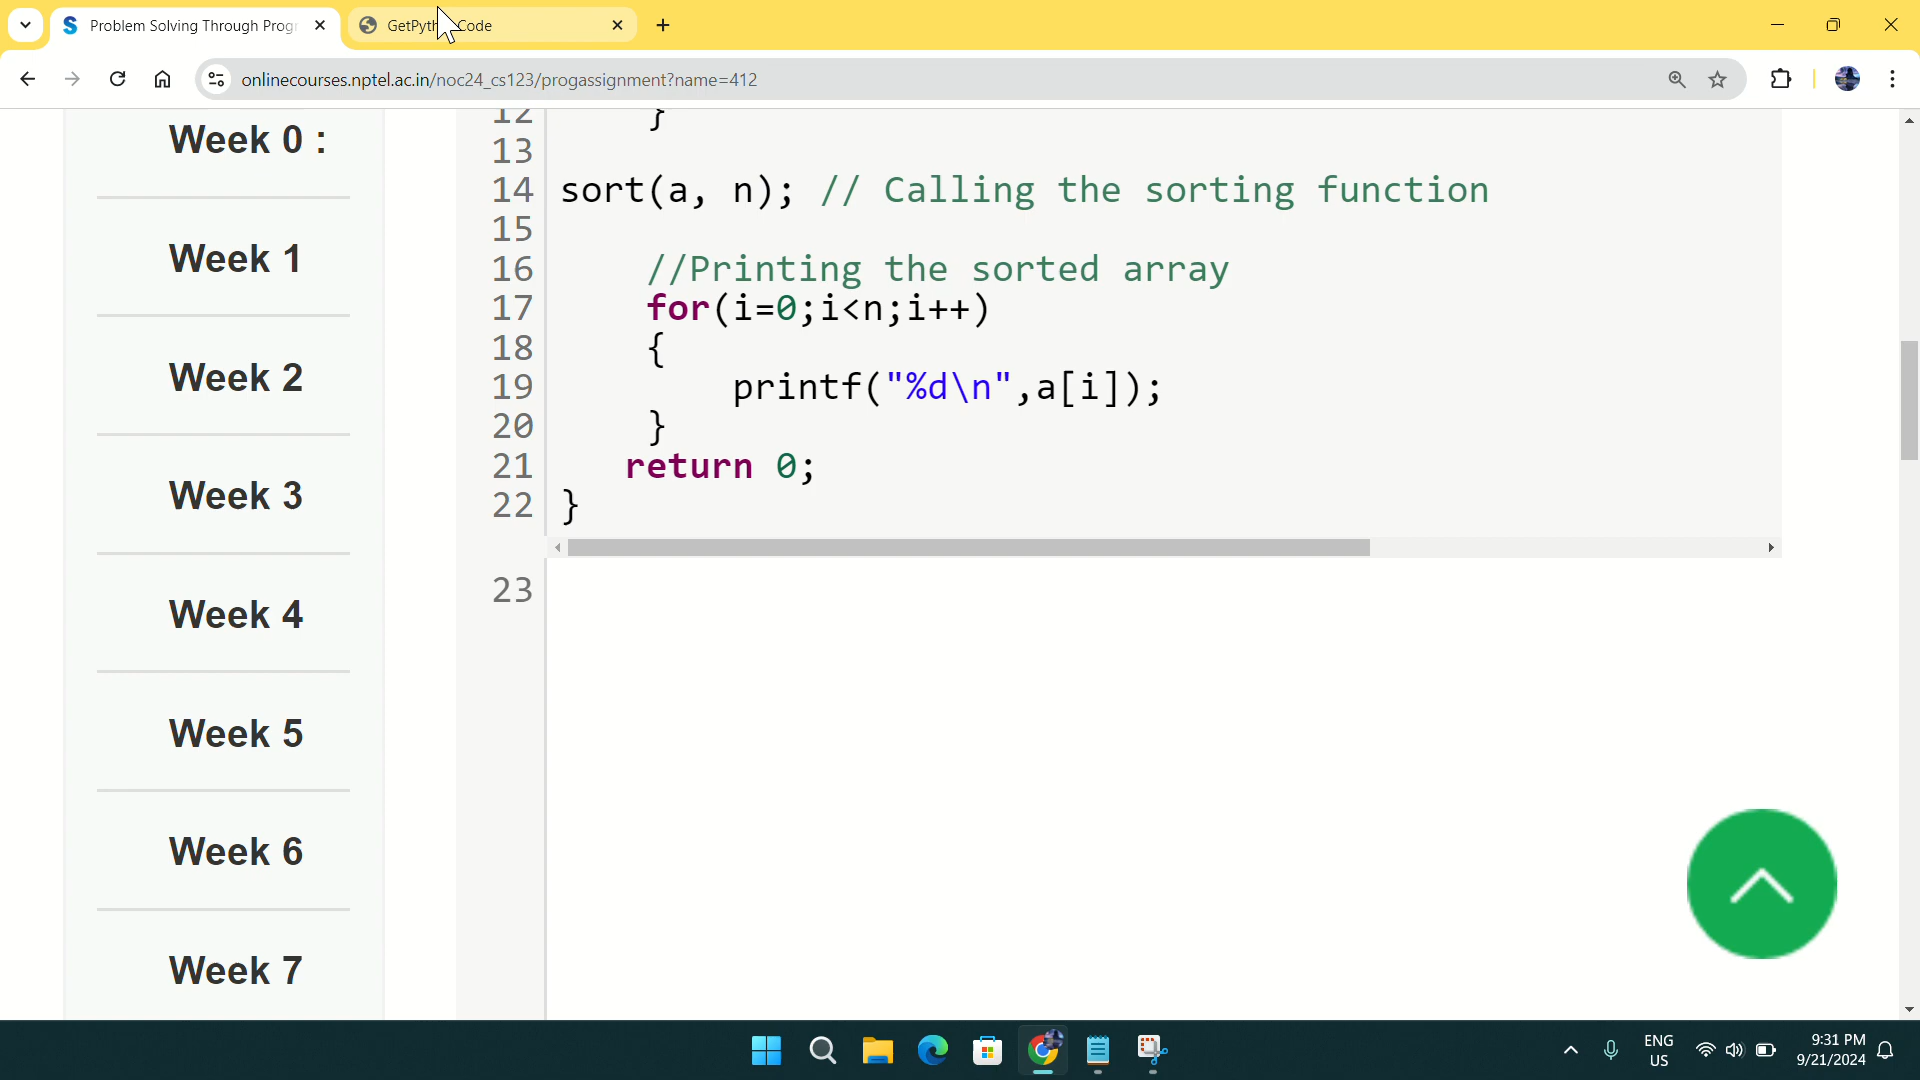 Problem Solving Through Progr
GetPyth Code
onlinecourses.nptel.ac.in/noc24_cs123/progassignment?name=412
Week 0 :
Week 1
Week 2
Week 3
Week 4
Week 5
Week 6
Week 7
12 }
13
14 sort(a, n); // Calling the sorting function
15
16 //Printing the sorted array
17 for(i=0;i<n;i++)
18 {
19 printf("%d\n",a[i]);
20 }
21 return 0;
22 }
23
ENG
US
9:31 PM
9/21/2024